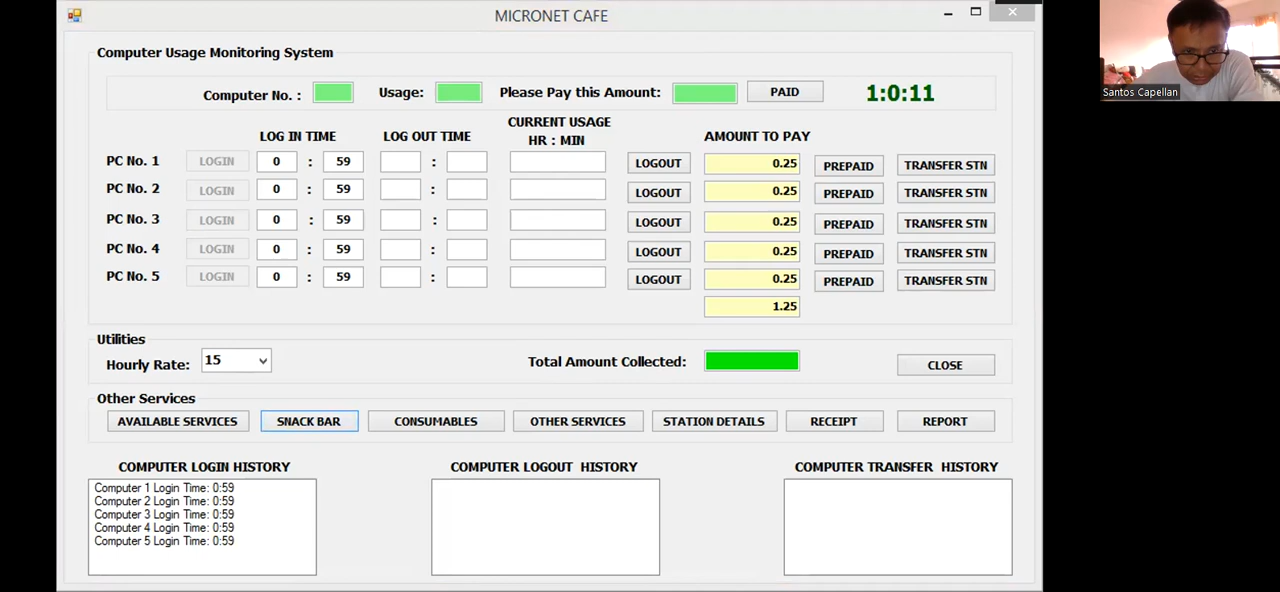 MICRONET CAFE
Santos Capellan
Computer Usage Monitoring System
Computer No. : Usage: Please Pay this Amount: PAID 1:0:11
LOG IN TIME LOG OUT TIME CURRENT USAGE HR : MIN AMOUNT TO PAY
PC No. 1 LOGIN 0 : 59 : LOGOUT 0.25 PREPAID TRANSFER STN
PC No. 2 LOGIN 0 : 59 : LOGOUT 0.25 PREPAID TRANSFER STN
PC No. 3 LOGIN 0 : 59 : LOGOUT 0.25 PREPAID TRANSFER STN
PC No. 4 LOGIN 0 : 59 : LOGOUT 0.25 PREPAID TRANSFER STN
PC No. 5 LOGIN 0 : 59 : LOGOUT 0.25 PREPAID TRANSFER STN
1.25
Utilities
Hourly Rate: 15 Total Amount Collected: CLOSE
Other Services
AVAILABLE SERVICES SNACK BAR CONSUMABLES OTHER SERVICES STATION DETAILS RECEIPT REPORT
COMPUTER LOGIN HISTORY COMPUTER LOGOUT HISTORY COMPUTER TRANSFER HISTORY
Computer 1 Login Time: 0:59
Computer 2 Login Time: 0:59
Computer 3 Login Time: 0:59
Computer 4 Login Time: 0:59
Computer 5 Login Time: 0:59